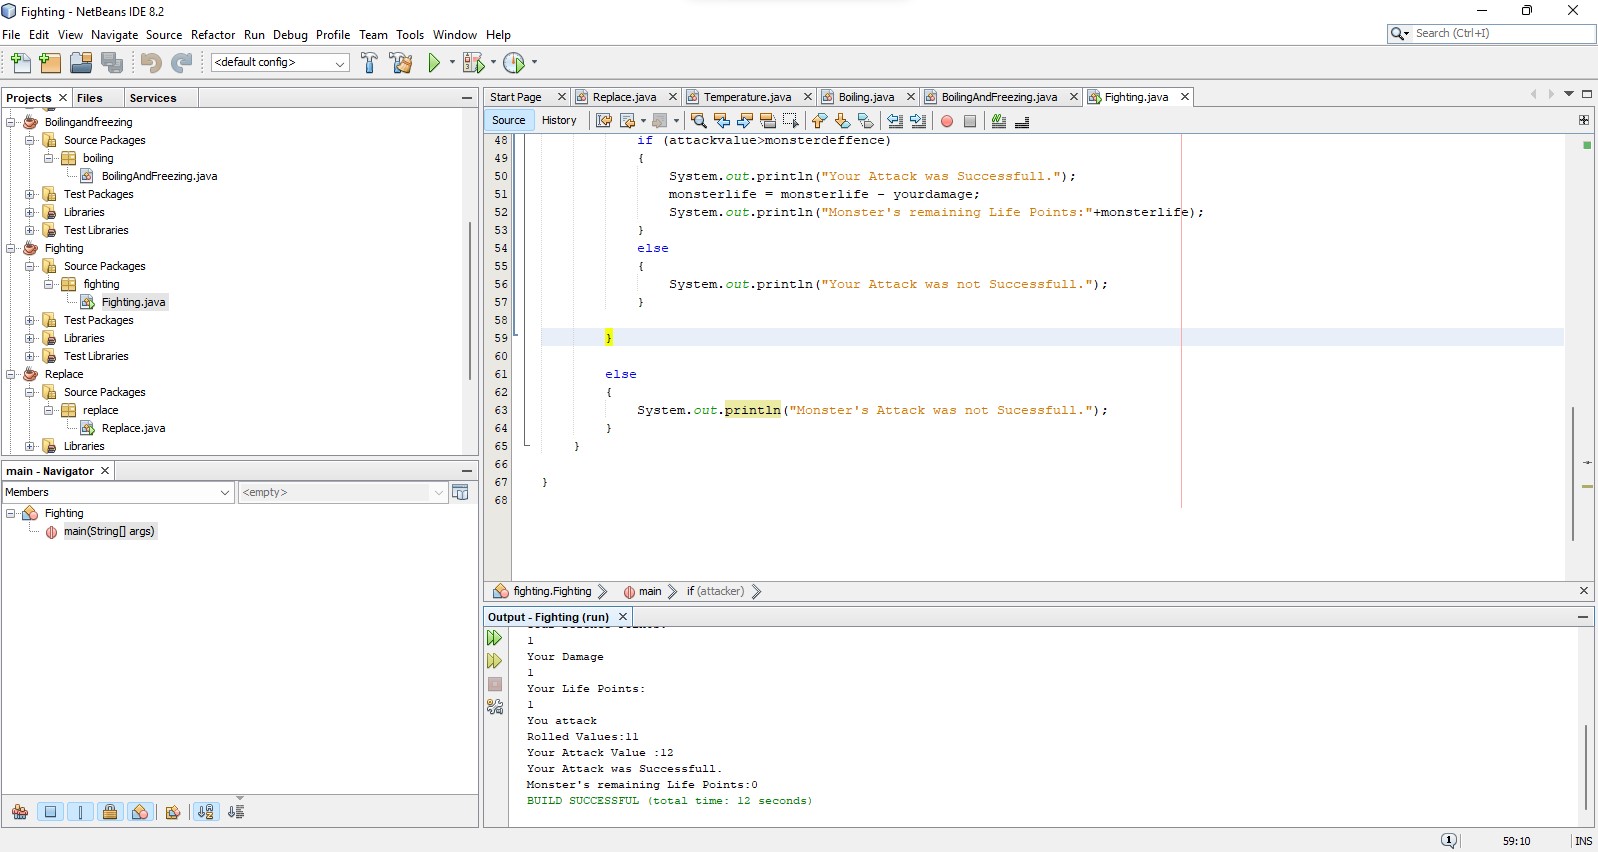 Fighting - NetBeans IDE 8.2
File Edit View Navigate Source Refactor Run Debug Profile Team Tools Window Help
Search (Ctrl+I)
<default config>
Projects Files Services
Boilingandfreezing
Source Packages
boiling
BoilingAndFreezing.java
Test Packages
Libraries
Test Libraries
Fighting
Source Packages
fighting
Fighting.java
Test Packages
Libraries
Test Libraries
Replace
Source Packages
replace
Replace.java
Libraries
main - Navigator
Members <empty>
Fighting
main(String[] args)
Start Page Replace.java Temperature.java Boiling.java BoilingAndFreezing.java Fighting.java
Source History
48 if (attackvalue>monsterdeffence)
49 {
50 System.out.println("Your Attack was Successfull.");
51 monsterlife = monsterlife - yourdamage;
52 System.out.println("Monster's remaining Life Points:"+monsterlife);
53 }
54 else
55 {
56 System.out.println("Your Attack was not Successfull.");
57 }
58
59 }
60
61 else
62 {
63 System.out.println("Monster's Attack was not Sucessfull.");
64 }
65 }
66
67 }
68
fighting.Fighting main if (attacker)
Output - Fighting (run)
1
Your Damage
1
Your Life Points:
1
You attack
Rolled Values:11
Your Attack Value :12
Your Attack was Successfull.
Monster's remaining Life Points:0
BUILD SUCCESSFUL (total time: 12 seconds)
1 59:10 INS